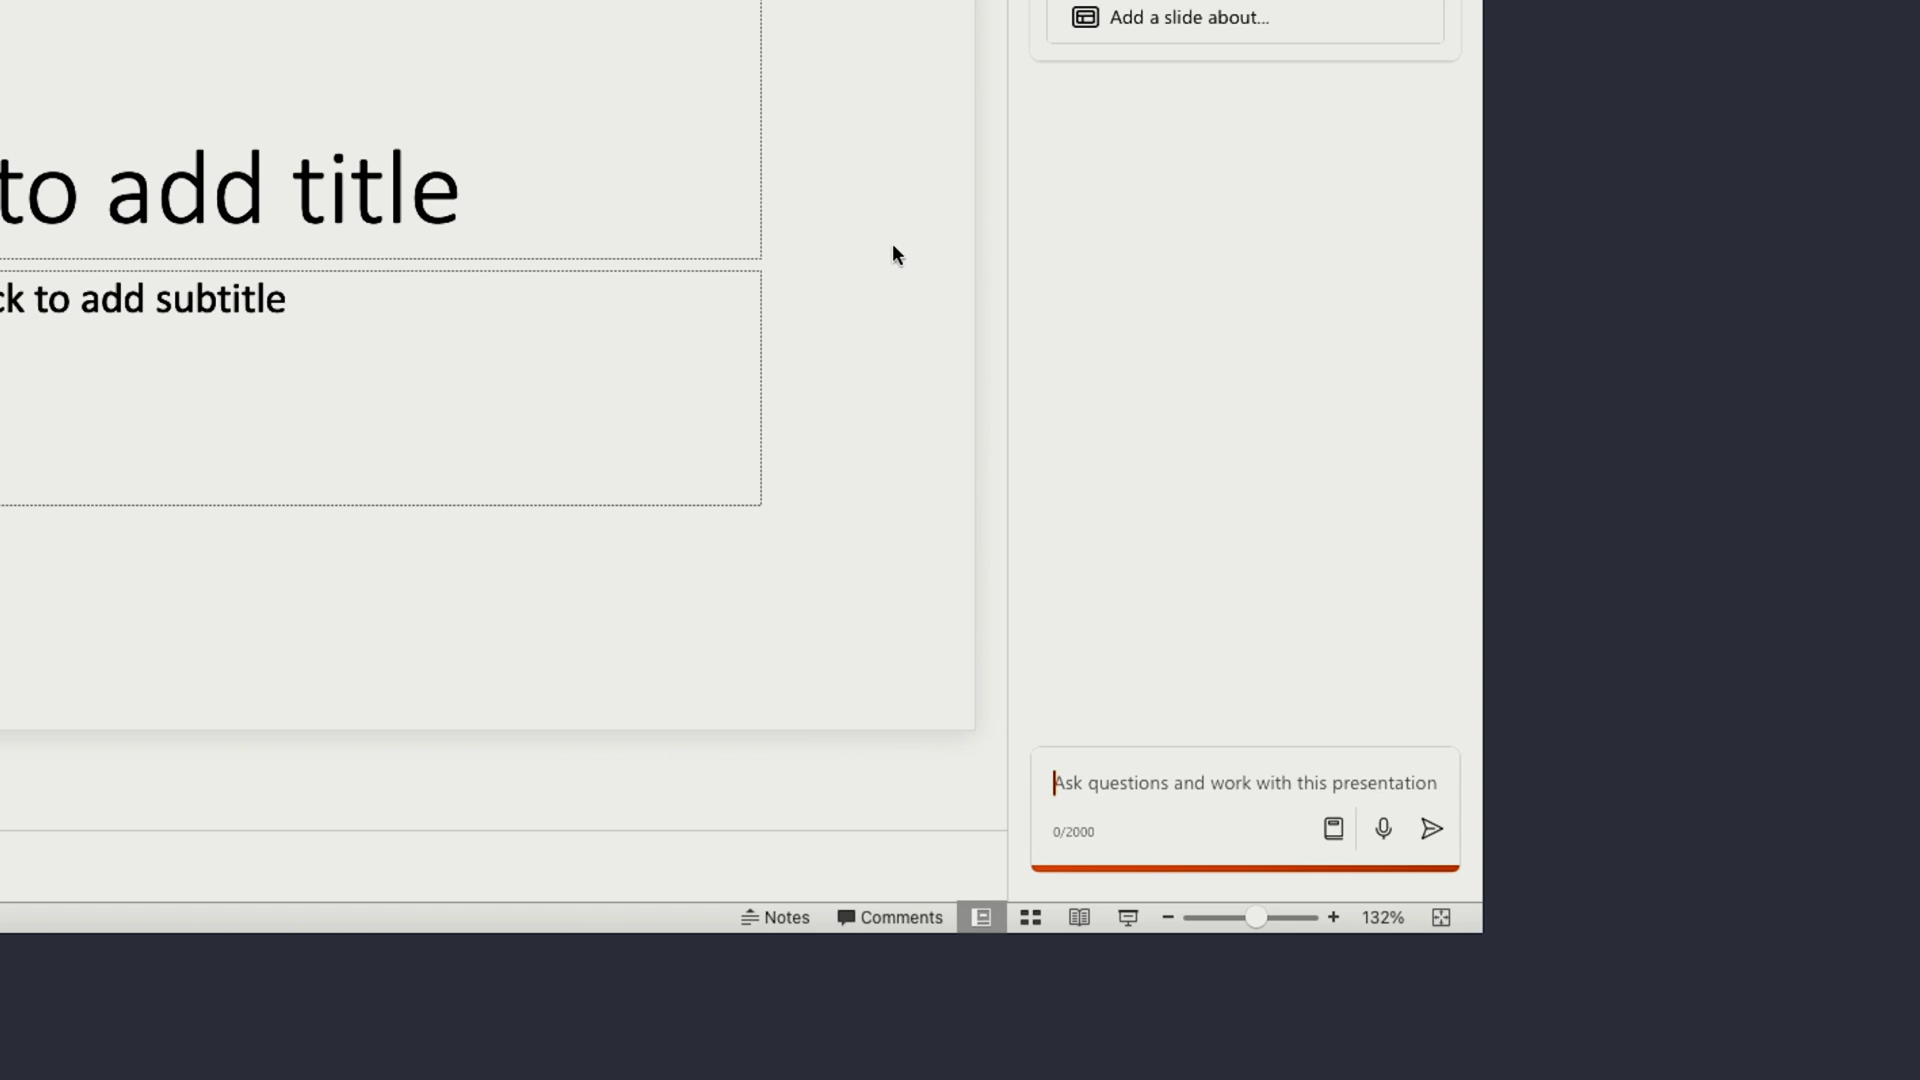 Add a slide about...
to add title
ck to add subtitle
Ask questions and work with this presentation
0/2000
Notes
Comments
132%